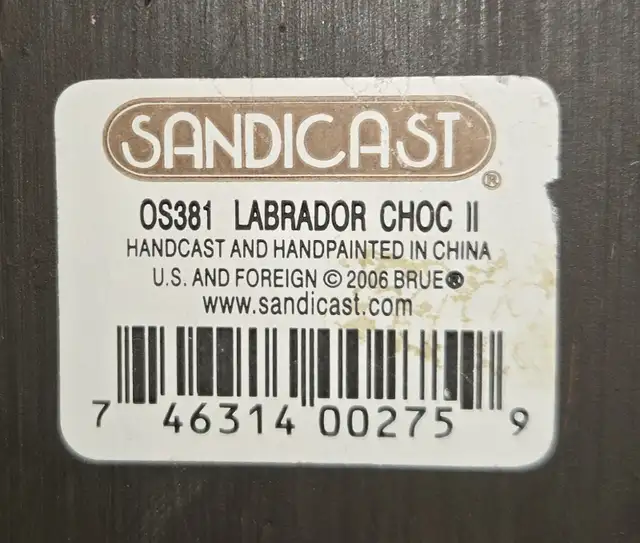 SANDICAST®
OS381 LABRADOR CHOC II
HANDCAST AND HANDPAINTED IN CHINA
U.S. AND FOREIGN © 2006 BRUE®
www.sandicast.com
7 46314 00275 9